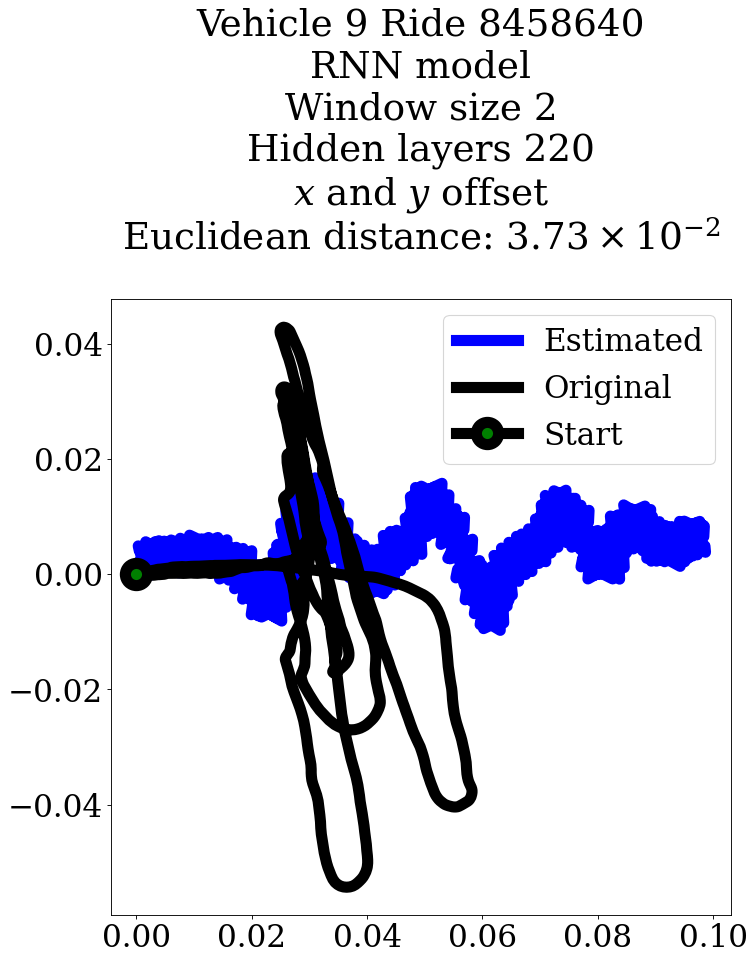 Vehicle 9 Ride 8458640
RNN model
Window size 2
Hidden layers 220
x and y offset
Euclidean distance: 3.73 × 10⁻²
Estimated
Original
Start
0.04
0.02
0.00
−0.02
−0.04
0.00 0.02 0.04 0.06 0.08 0.10